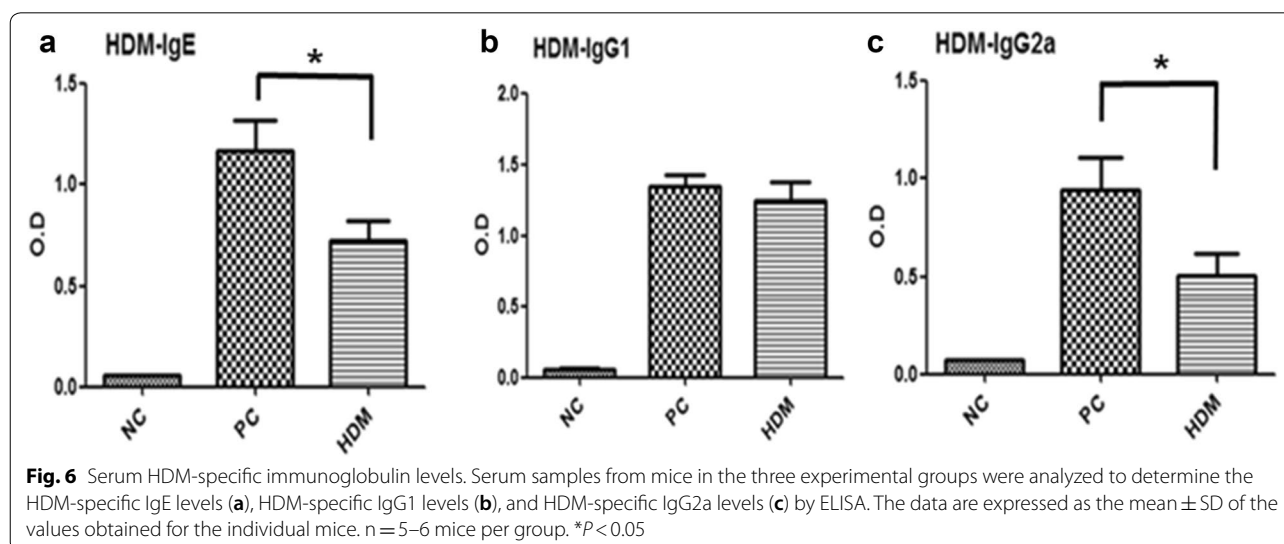 a HDM-IgE
*
1.5
1.0
0.5
0.0
O.D
NC PC HDM
b HDM-IgG1
2.0
1.5
1.0
0.5
0.0
O.D
NC PC HDM
c HDM-IgG2a
*
1.5
1.0
0.5
0.0
O.D
NC PC HDM
Fig. 6 Serum HDM-specific immunoglobulin levels. Serum samples from mice in the three experimental groups were analyzed to determine the
HDM-specific IgE levels (a), HDM-specific IgG1 levels (b), and HDM-specific IgG2a levels (c) by ELISA. The data are expressed as the mean ± SD of the
values obtained for the individual mice. n = 5–6 mice per group. *P < 0.05